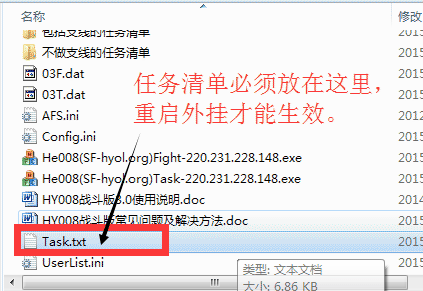 名称
修改
包括支线的任务清单
2015
不做支线的任务清单
2015
03F.dat
2015
03T.dat
2015
AFS.ini
2015
Config.ini
2015
He008(SF-hyol.org)Fight-220.231.228.148.exe
2015
He008(SF-hyol.org)Task-220.231.228.148.exe
2015
HY008战斗版3.0使用说明.doc
2014
HY008战斗版常见问题及解决方法.doc
2015
Task.txt
2015
UserList.ini
2015
任务清单必须放在这里，
重启外挂才能生效。
类型: 文本文档
大小: 6.86 KB